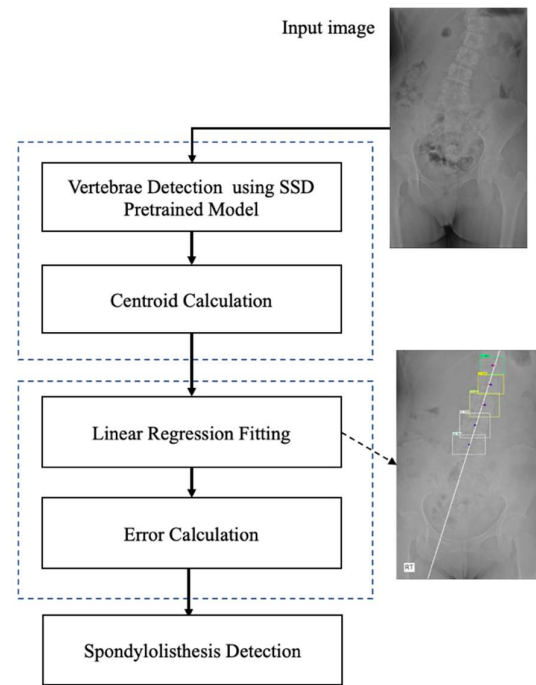 Input image
Vertebrae Detection using SSD
Pretrained Model
Centroid Calculation
Linear Regression Fitting
Error Calculation
RT
Spondylolisthesis Detection